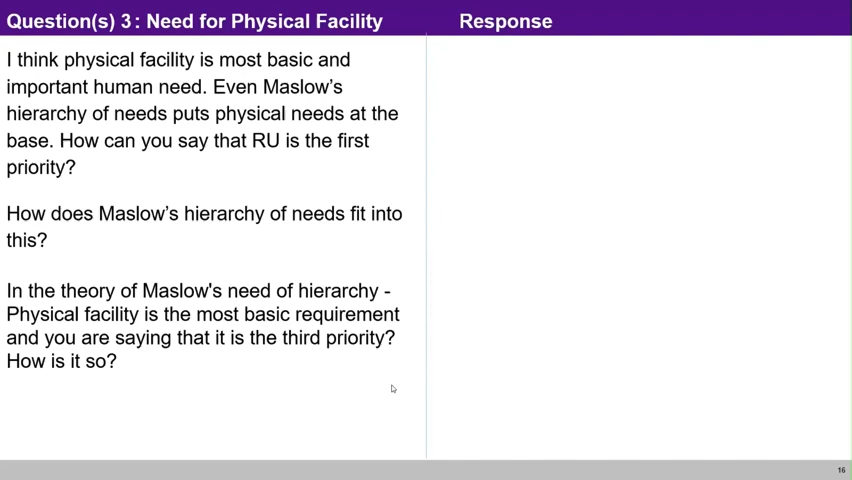 Question(s) 3: Need for Physical Facility
Response
I think physical facility is most basic and
important human need. Even Maslow's
hierarchy of needs puts physical needs at the
base. How can you say that RU is the first
priority?
How does Maslow's hierarchy of needs fit into
this?
In the theory of Maslow's need of hierarchy -
Physical facility is the most basic requirement
and you are saying that it is the third priority?
How is it so?
16